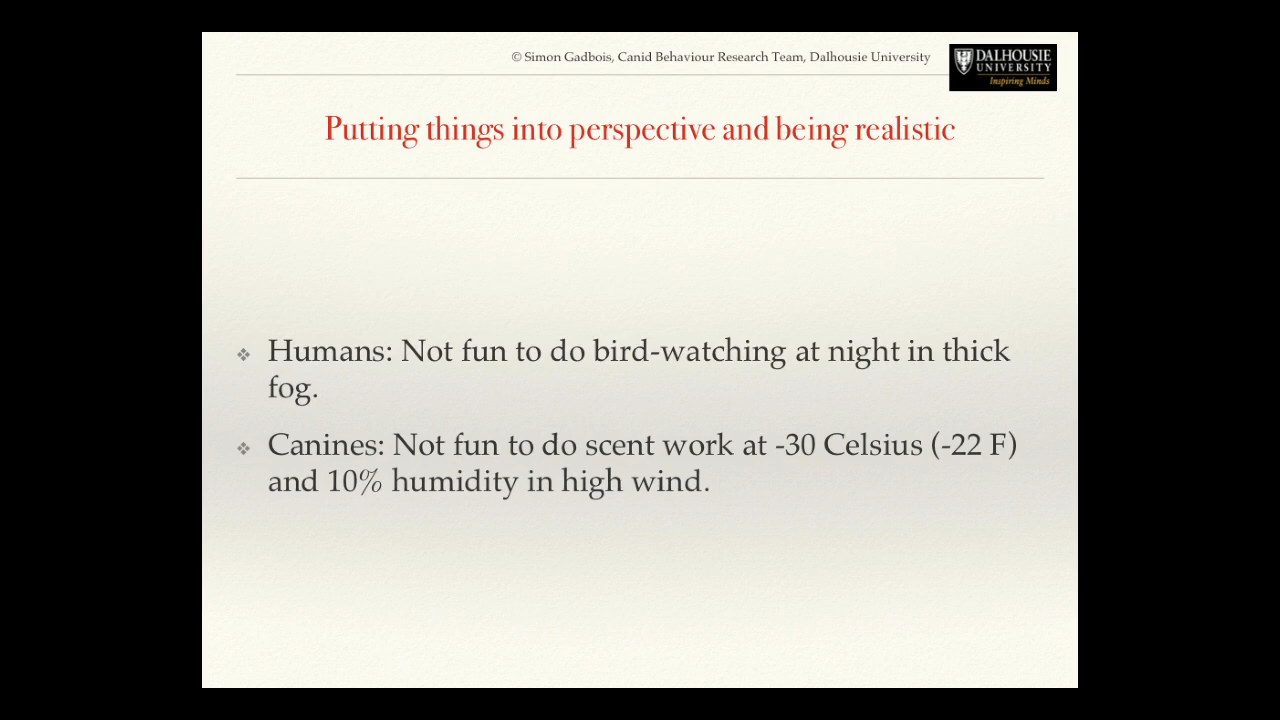 © Simon Gadbois, Canid Behaviour Research Team, Dalhousie University
DALHOUSIE
UNIVERSITY
Inspiring Minds
Putting things into perspective and being realistic
❖ Humans: Not fun to do bird-watching at night in thick
fog.
❖ Canines: Not fun to do scent work at -30 Celsius (-22 F)
and 10% humidity in high wind.